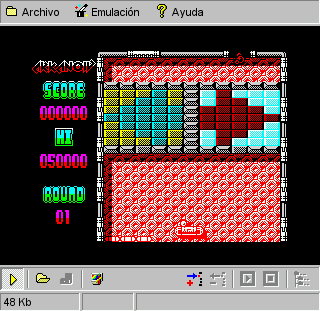 Archivo Emulación Ayuda
ARKANOID
SCORE
000000
HI
050000
ROUND
01
48 Kb